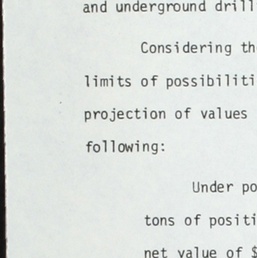 and underground drill
Considering th
limits of possibiliti
projection of values
following:
Under po
tons of positi
net value of $